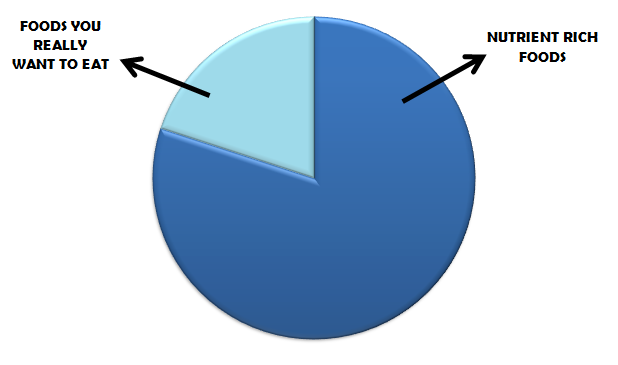 FOODS YOU
REALLY
WANT TO EAT
NUTRIENT RICH
FOODS